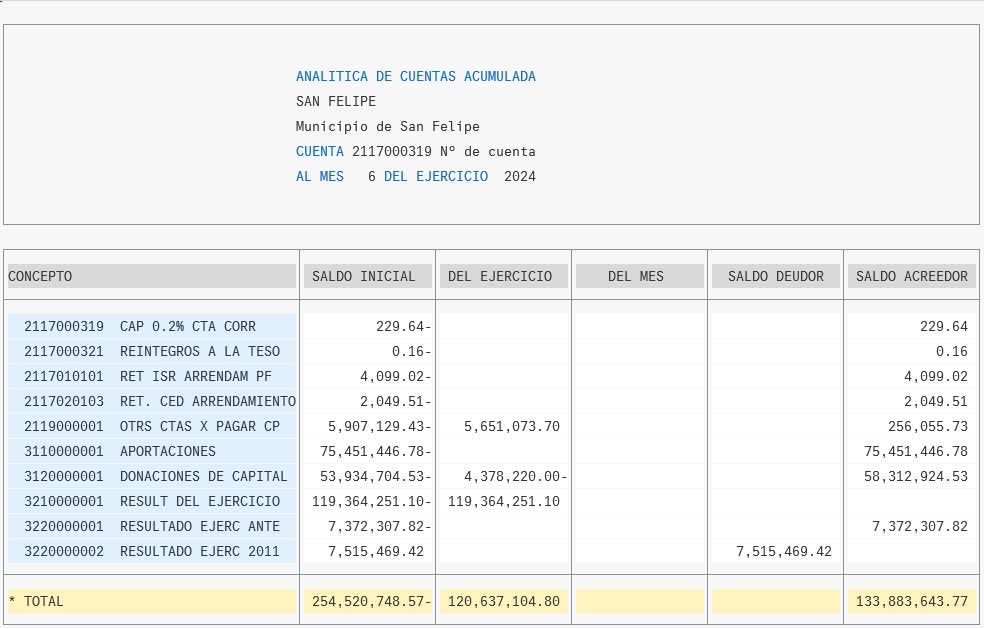 ANALITICA DE CUENTAS ACUMULADA
SAN FELIPE
Municipio de San Felipe
CUENTA 2117000319 Nº de cuenta
AL MES 6 DEL EJERCICIO 2024
CONCEPTO SALDO INICIAL DEL EJERCICIO DEL MES SALDO DEUDOR SALDO ACREEDOR
2117000319 CAP 0.2% CTA CORR 229.64- 229.64
2117000321 REINTEGROS A LA TESO 0.16- 0.16
2117010101 RET ISR ARRENDAM PF 4,099.02- 4,099.02
2117020103 RET. CED ARRENDAMIENTO 2,049.51- 2,049.51
2119000001 OTRS CTAS X PAGAR CP 5,907,129.43- 5,651,073.70 256,055.73
3110000001 APORTACIONES 75,451,446.78- 75,451,446.78
3120000001 DONACIONES DE CAPITAL 53,934,704.53- 4,378,220.00- 58,312,924.53
3210000001 RESULT DEL EJERCICIO 119,364,251.10- 119,364,251.10
3220000001 RESULTADO EJERC ANTE 7,372,307.82- 7,372,307.82
3220000002 RESULTADO EJERC 2011 7,515,469.42 7,515,469.42
* TOTAL 254,520,748.57- 120,637,104.80 133,883,643.77